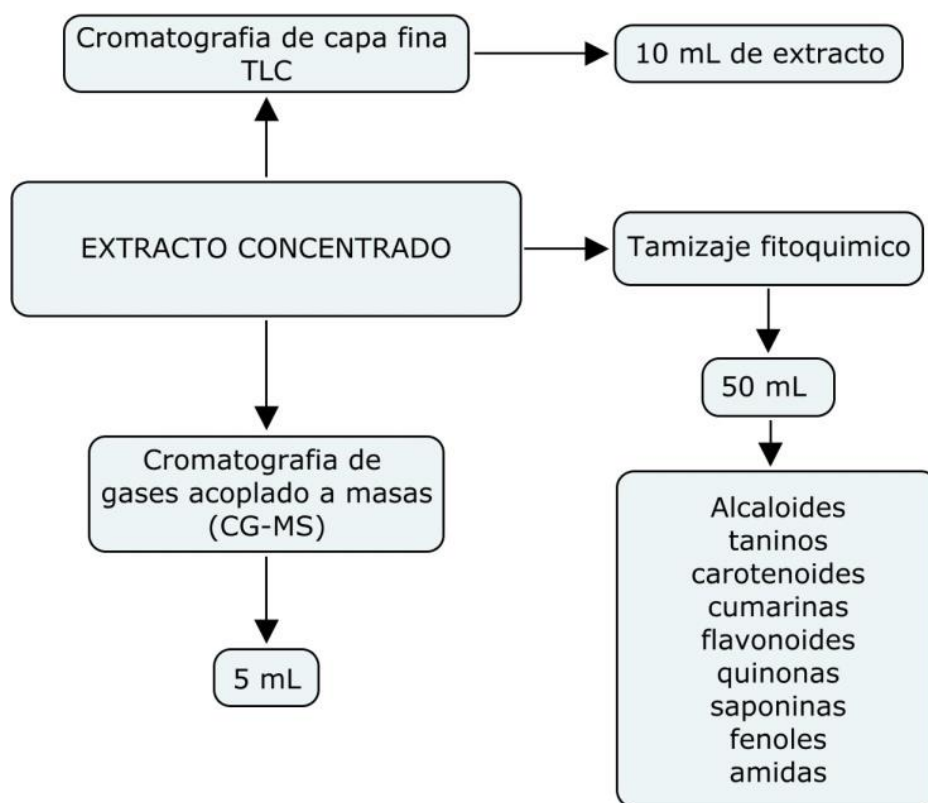 Cromatografia de capa fina
TLC
10 mL de extracto
EXTRACTO CONCENTRADO
Tamizaje fitoquimico
50 mL
Cromatografia de
gases acoplado a masas
(CG-MS)
5 mL
Alcaloides
taninos
carotenoides
cumarinas
flavonoides
quinonas
saponinas
fenoles
amidas